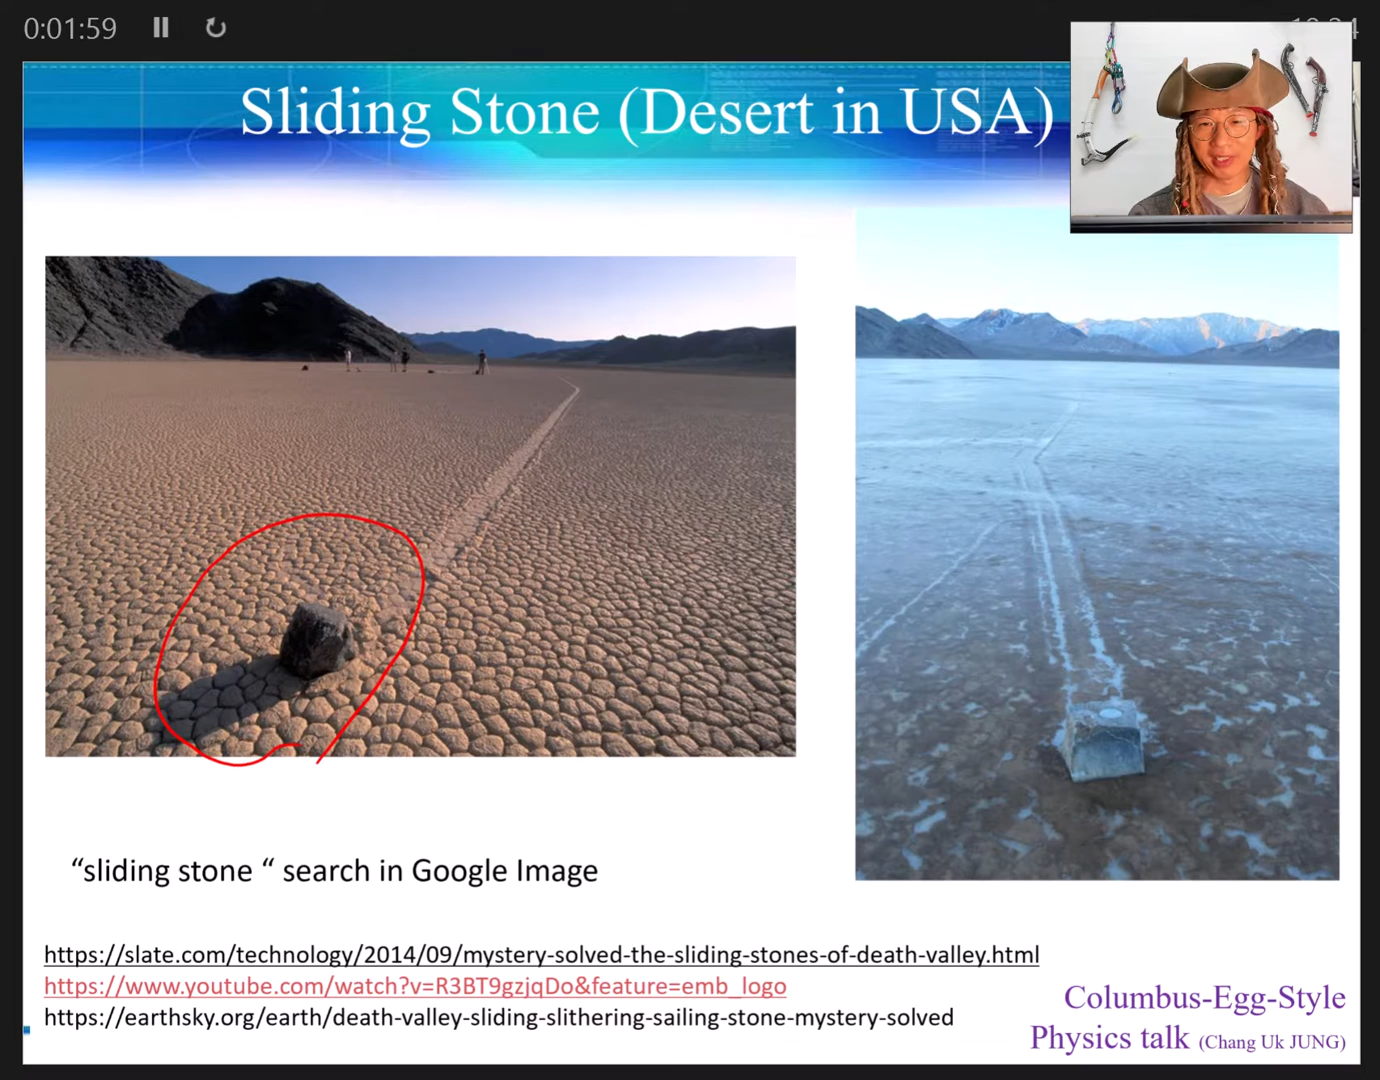 0:01:59
Sliding Stone (Desert in USA)
“sliding stone “ search in Google Image
https://slate.com/technology/2014/09/mystery-solved-the-sliding-stones-of-death-valley.html
https://www.youtube.com/watch?v=R3BT9gzjqDo&feature=emb_logo
https://earthsky.org/earth/death-valley-sliding-slithering-sailing-stone-mystery-solved
Columbus-Egg-Style
Physics talk (Chang Uk JUNG)